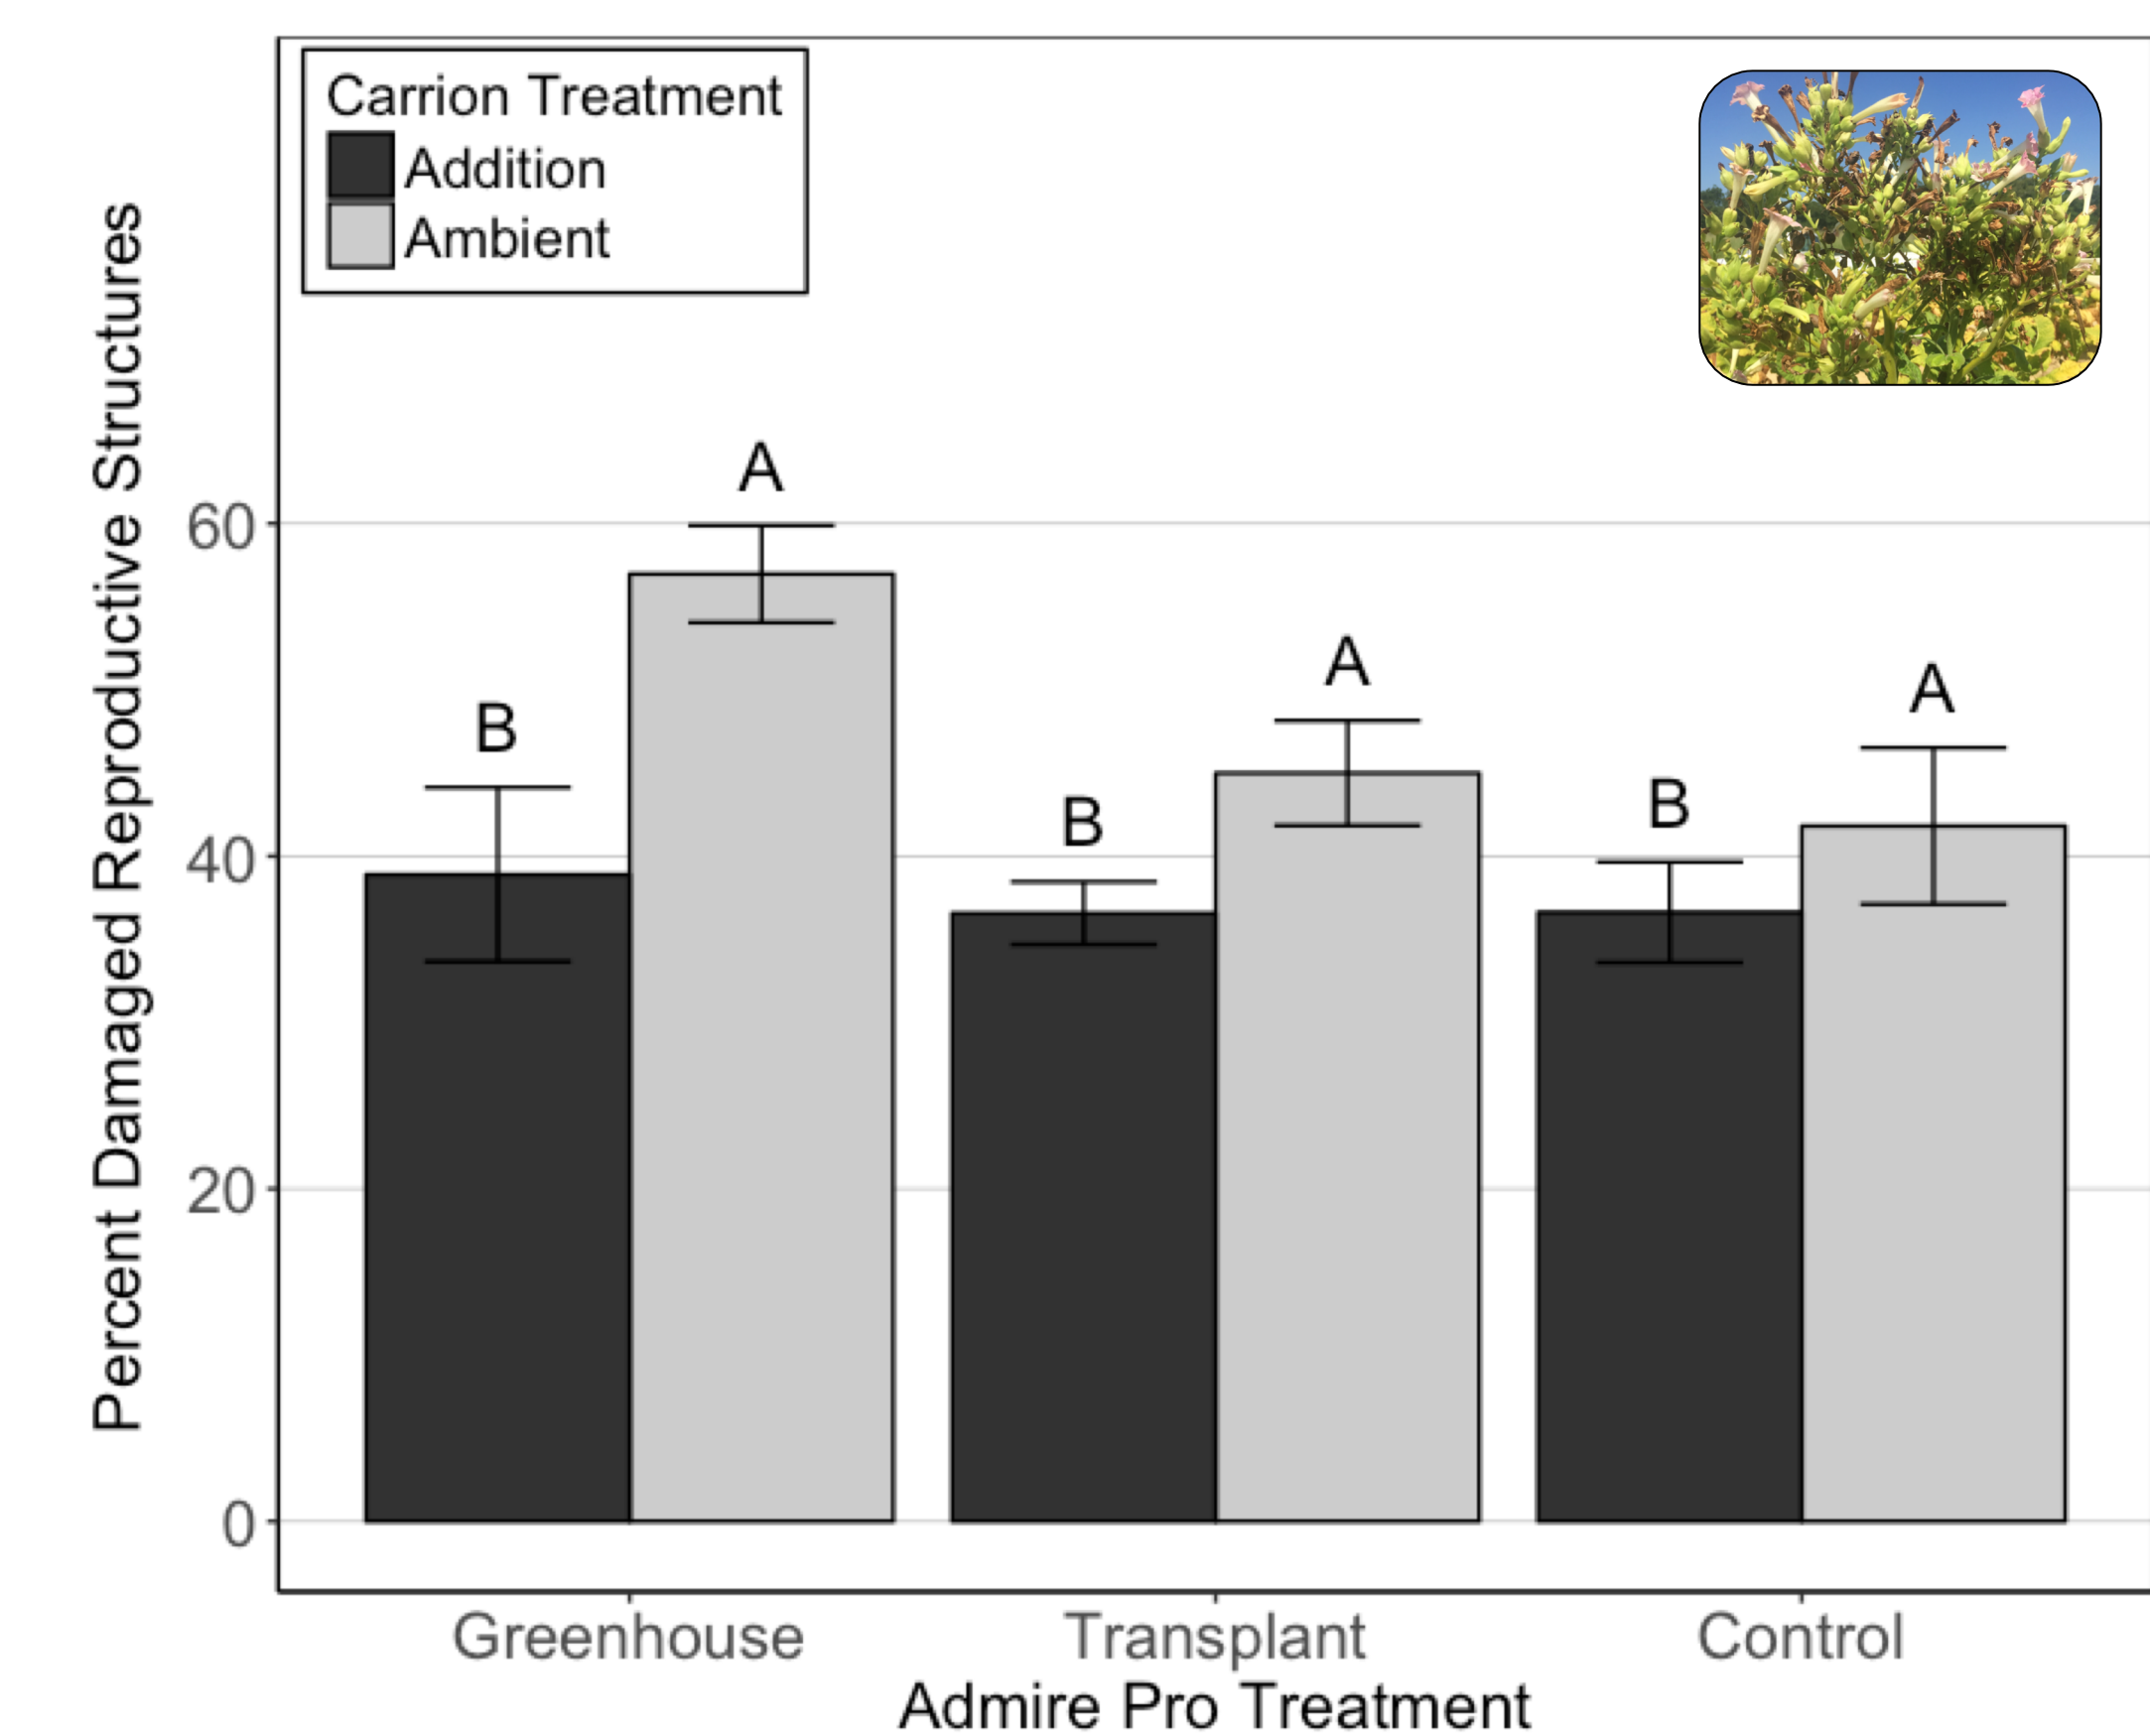 Carrion Treatment
Addition
Ambient
Percent Damaged Reproductive Structures
60
40
20
0
B
A
B
A
B
A
Greenhouse
Transplant
Control
Admire Pro Treatment